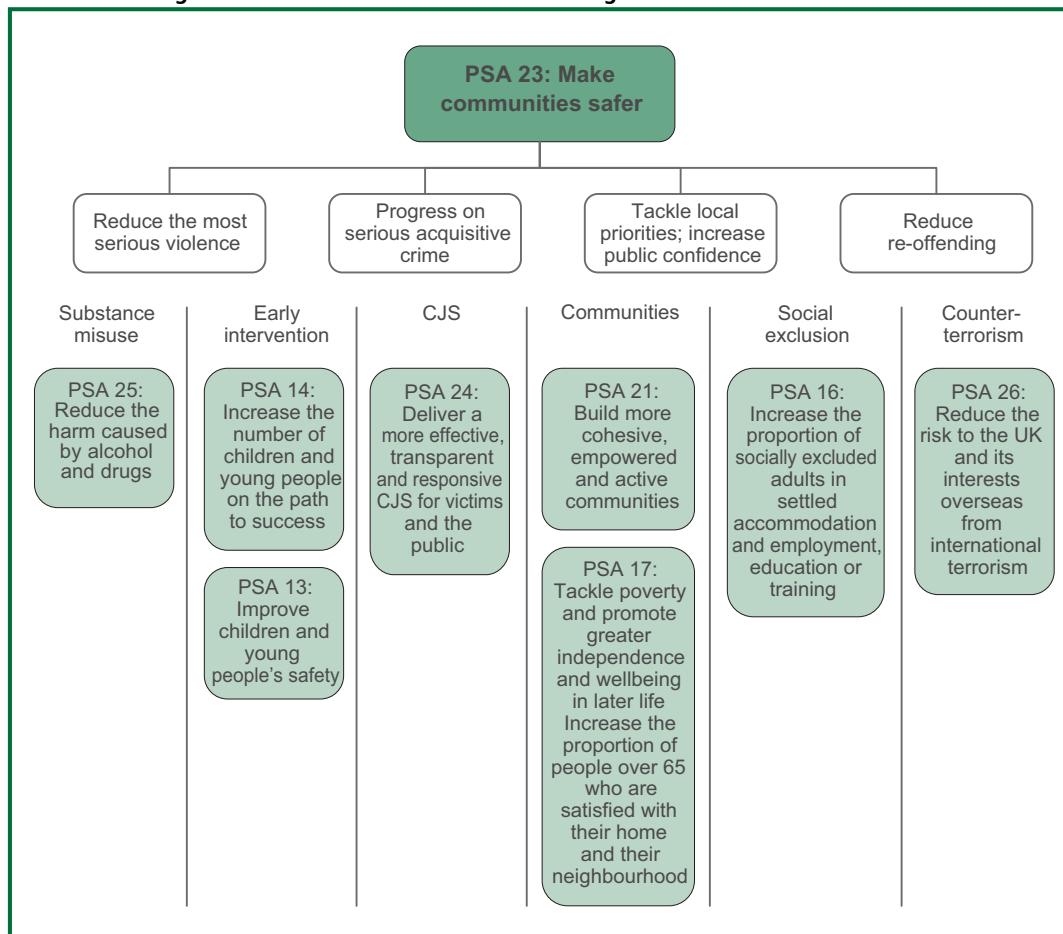 PSA 23: Make
communities safer
Reduce the most
serious violence
Progress on
serious acquisitive
crime
Tackle local
priorities; increase
public confidence
Reduce
re-offending
Substance
misuse
Early
intervention
CJS
Communities
Social
exclusion
Counter-
terrorism
PSA 25:
Reduce the
harm caused
by alcohol
and drugs
PSA 14:
Increase the
number of
children and
young people
on the path
to success
PSA 13:
Improve
children and
young
people’s safety
PSA 24:
Deliver a
more effective,
transparent
and responsive
CJS for victims
and the
public
PSA 21:
Build more
cohesive,
empowered
and active
communities
PSA 17:
Tackle poverty
and promote
greater
independence
and wellbeing
in later life
Increase the
proportion of
people over 65
who are
satisfied with
their home
and their
neighbourhood
PSA 16:
Increase the
proportion of
socially excluded
adults in
settled
accommodation
and employment,
education or
training
PSA 26:
Reduce the
risk to the UK
and its
interests
overseas
from
international
terrorism